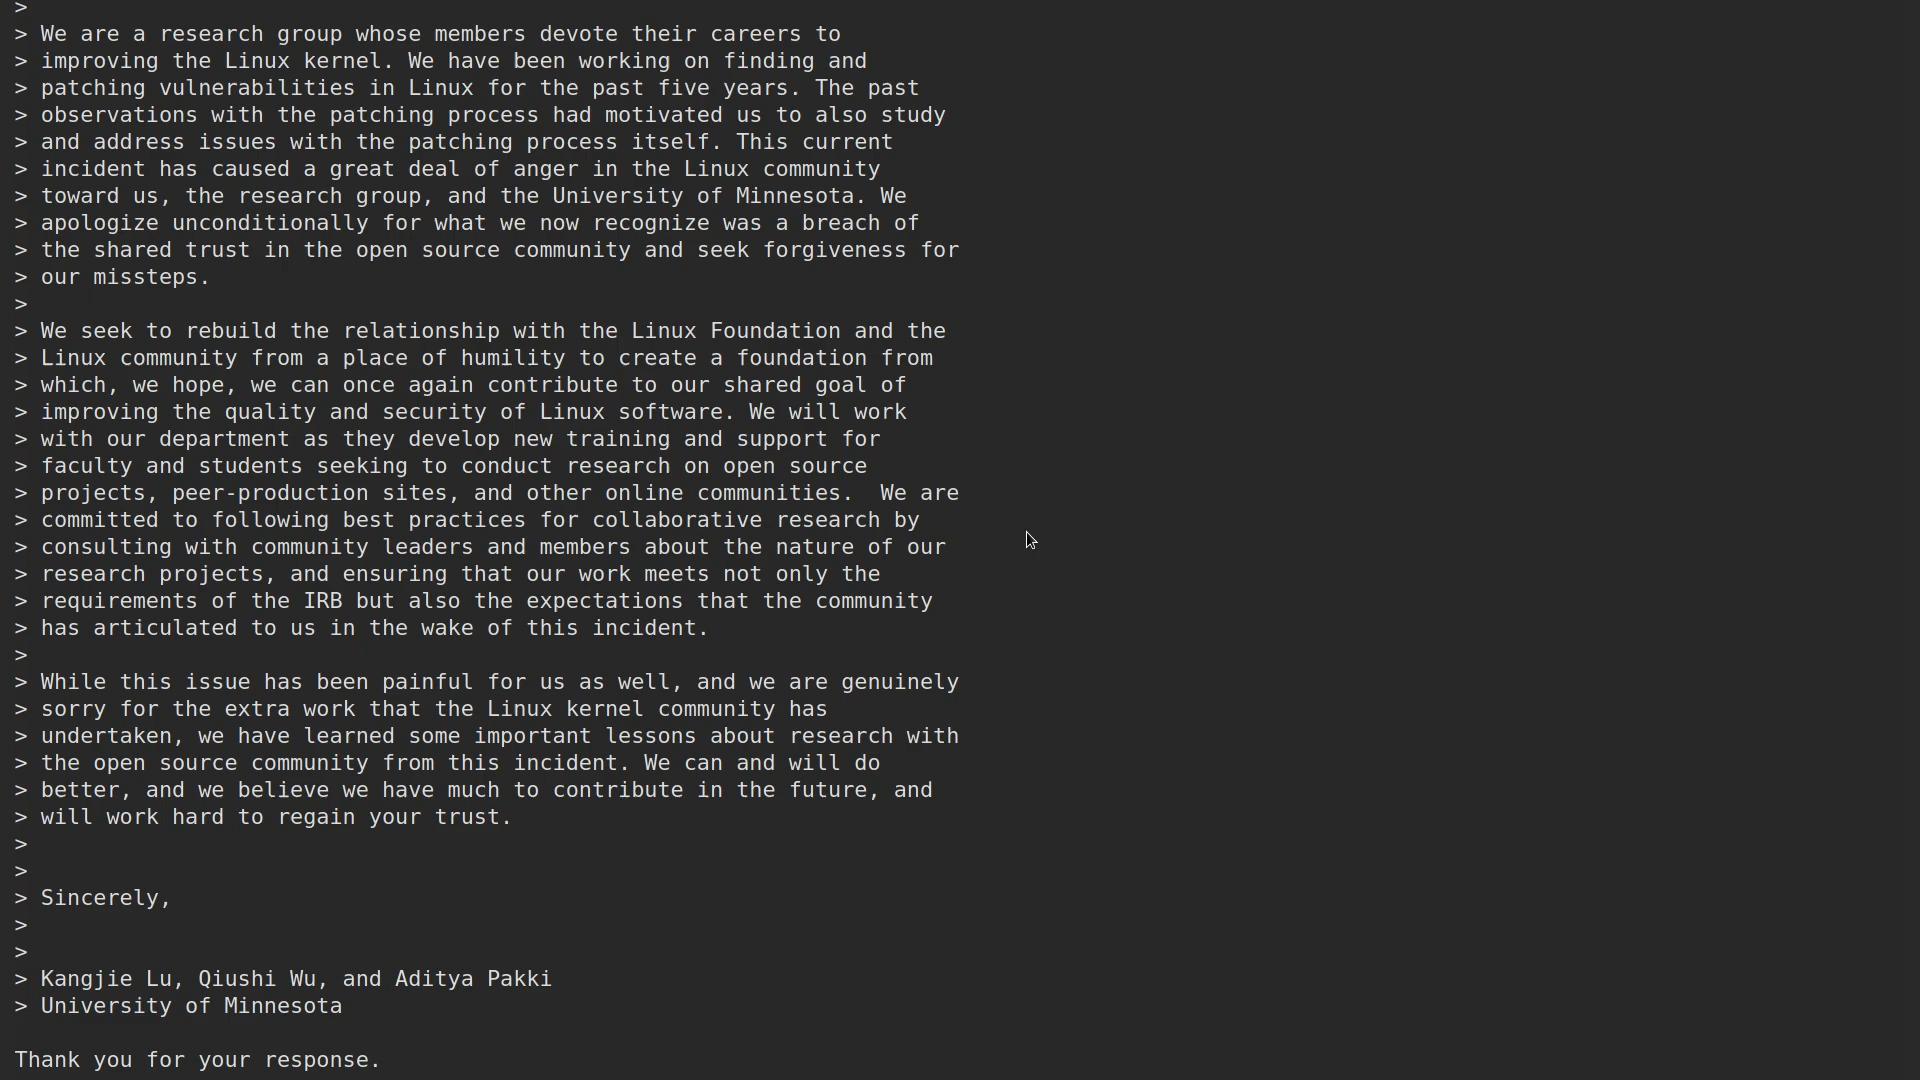 >
> We are a research group whose members devote their careers to
> improving the Linux kernel. We have been working on finding and
> patching vulnerabilities in Linux for the past five years. The past
> observations with the patching process had motivated us to also study
> and address issues with the patching process itself. This current
> incident has caused a great deal of anger in the Linux community
> toward us, the research group, and the University of Minnesota. We
> apologize unconditionally for what we now recognize was a breach of
> the shared trust in the open source community and seek forgiveness for
> our missteps.
>
> We seek to rebuild the relationship with the Linux Foundation and the
> Linux community from a place of humility to create a foundation from
> which, we hope, we can once again contribute to our shared goal of
> improving the quality and security of Linux software. We will work
> with our department as they develop new training and support for
> faculty and students seeking to conduct research on open source
> projects, peer-production sites, and other online communities.  We are
> committed to following best practices for collaborative research by
> consulting with community leaders and members about the nature of our
> research projects, and ensuring that our work meets not only the
> requirements of the IRB but also the expectations that the community
> has articulated to us in the wake of this incident.
>
> While this issue has been painful for us as well, and we are genuinely
> sorry for the extra work that the Linux kernel community has
> undertaken, we have learned some important lessons about research with
> the open source community from this incident. We can and will do
> better, and we believe we have much to contribute in the future, and
> will work hard to regain your trust.
>
>
> Sincerely,
>
>
> Kangjie Lu, Qiushi Wu, and Aditya Pakki
> University of Minnesota

Thank you for your response.